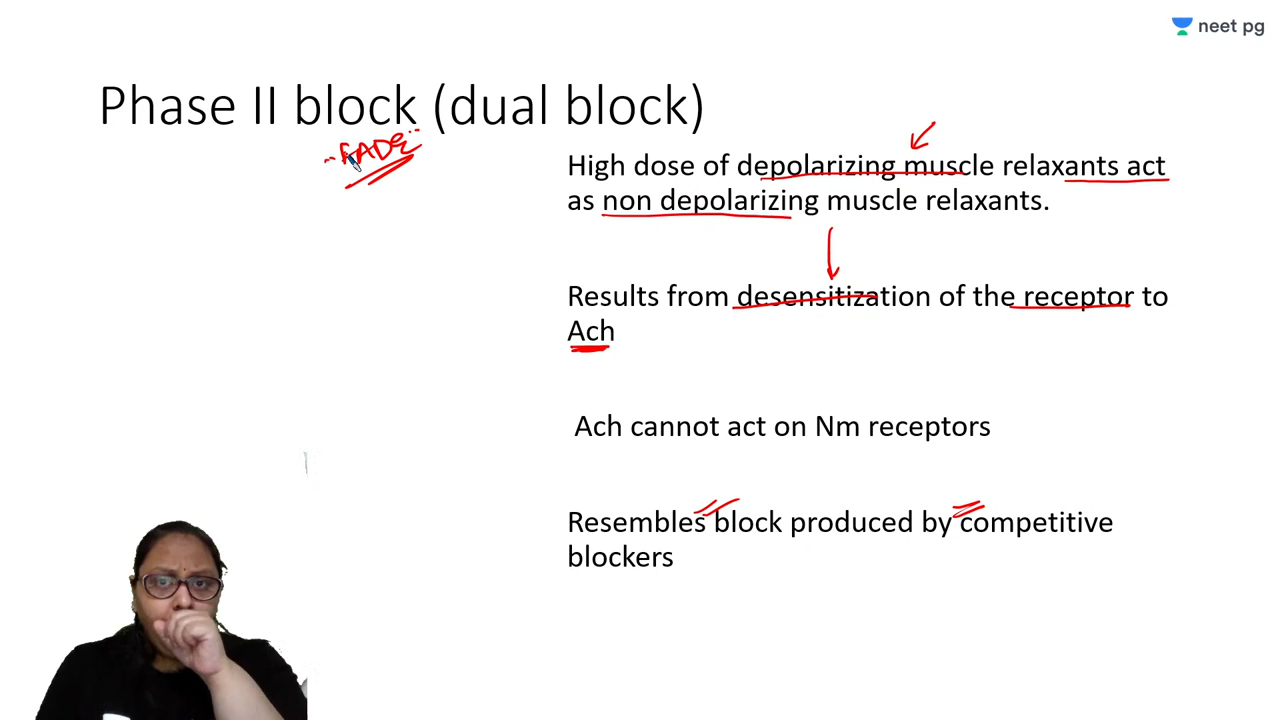 neet pg
Phase II block (dual block)
FADE
High dose of depolarizing muscle relaxants act
as non depolarizing muscle relaxants.
Results from desensitization of the receptor to
Ach
Ach cannot act on Nm receptors
Resembles block produced by competitive
blockers